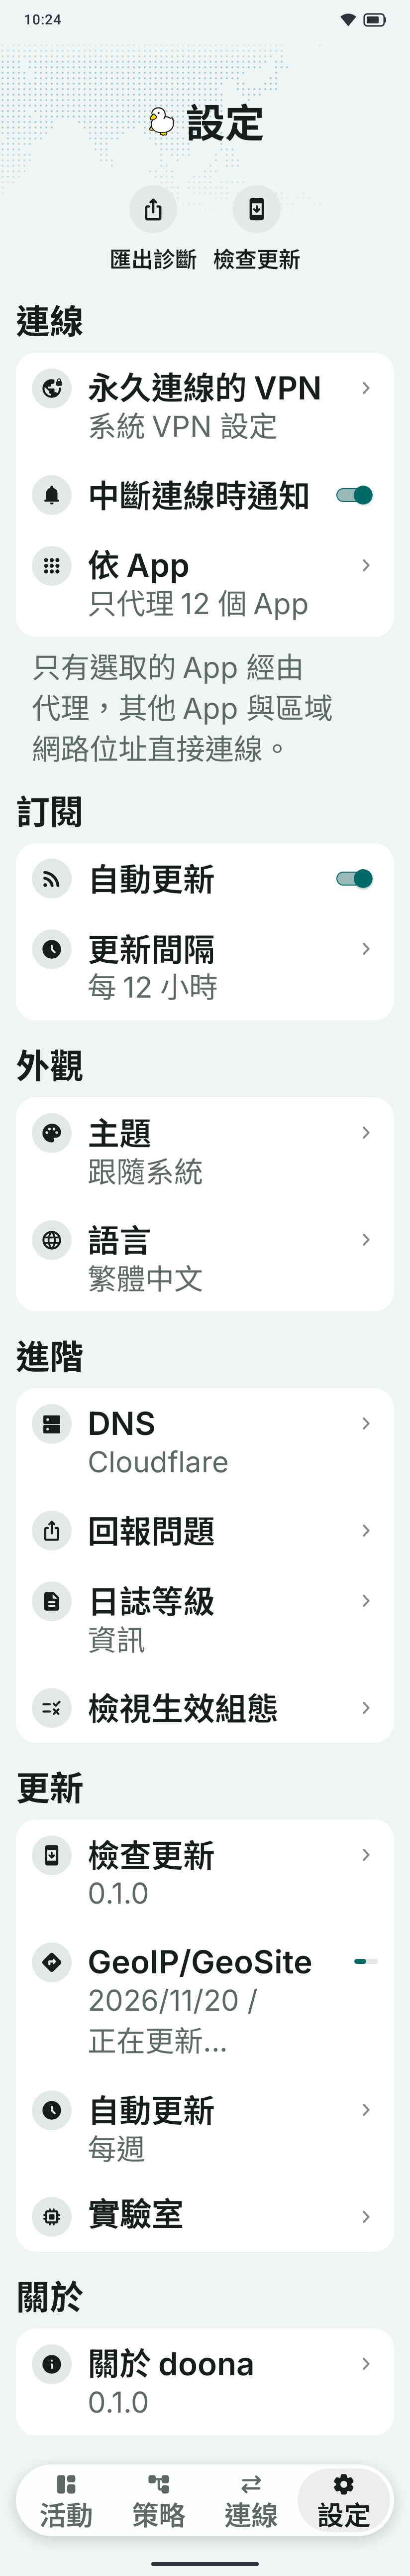 10:24
設定
匯出診斷 檢查更新
連線
永久連線的 VPN
系統 VPN 設定
中斷連線時通知
依 App
只代理 12 個 App
只有選取的 App 經由
代理，其他 App 與區域
網路位址直接連線。
訂閱
自動更新
更新間隔
每 12 小時
外觀
主題
跟隨系統
語言
繁體中文
進階
DNS
Cloudflare
回報問題
日誌等級
資訊
檢視生效組態
更新
檢查更新
0.1.0
GeoIP/GeoSite
2026/11/20 /
正在更新...
自動更新
每週
實驗室
關於
關於 doona
0.1.0
活動 策略 連線 設定